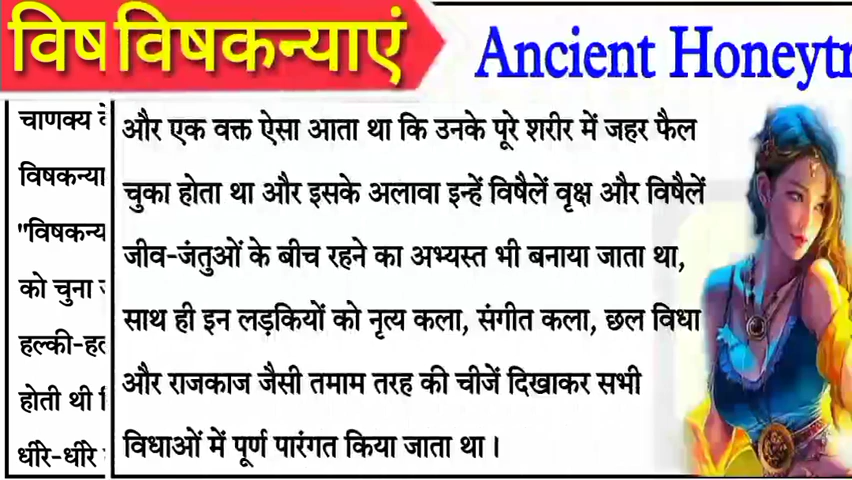 विष विषकन्याएं Ancient Honeytr
चाणक्य
विषकन्या
"विषकन्य
को चुना
हल्की-हल
होती थी
धीरे-धीरे
और एक वक्त ऐसा आता था कि उनके पूरे शरीर में जहर फैल
चुका होता था और इसके अलावा इन्हें विषैलें वृक्ष और विषैलें
जीव-जंतुओं के बीच रहने का अभ्यस्त भी बनाया जाता था,
साथ ही इन लड़कियों को नृत्य कला, संगीत कला, छल विधा
और राजकाज जैसी तमाम तरह की चीजें दिखाकर सभी
विधाओं में पूर्ण पारंगत किया जाता था।